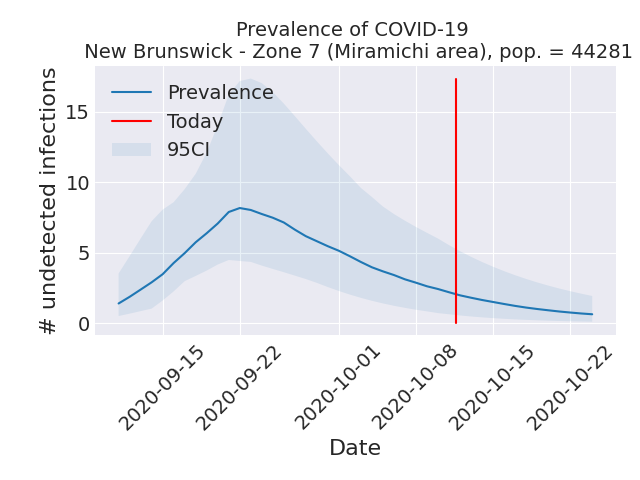 Prevalence of COVID-19
New Brunswick - Zone 7 (Miramichi area), pop. = 44281
# undetected infections
15
10
5
0
Prevalence
Today
95CI
2020-09-15
2020-09-22
2020-10-01
2020-10-08
2020-10-15
2020-10-22
Date